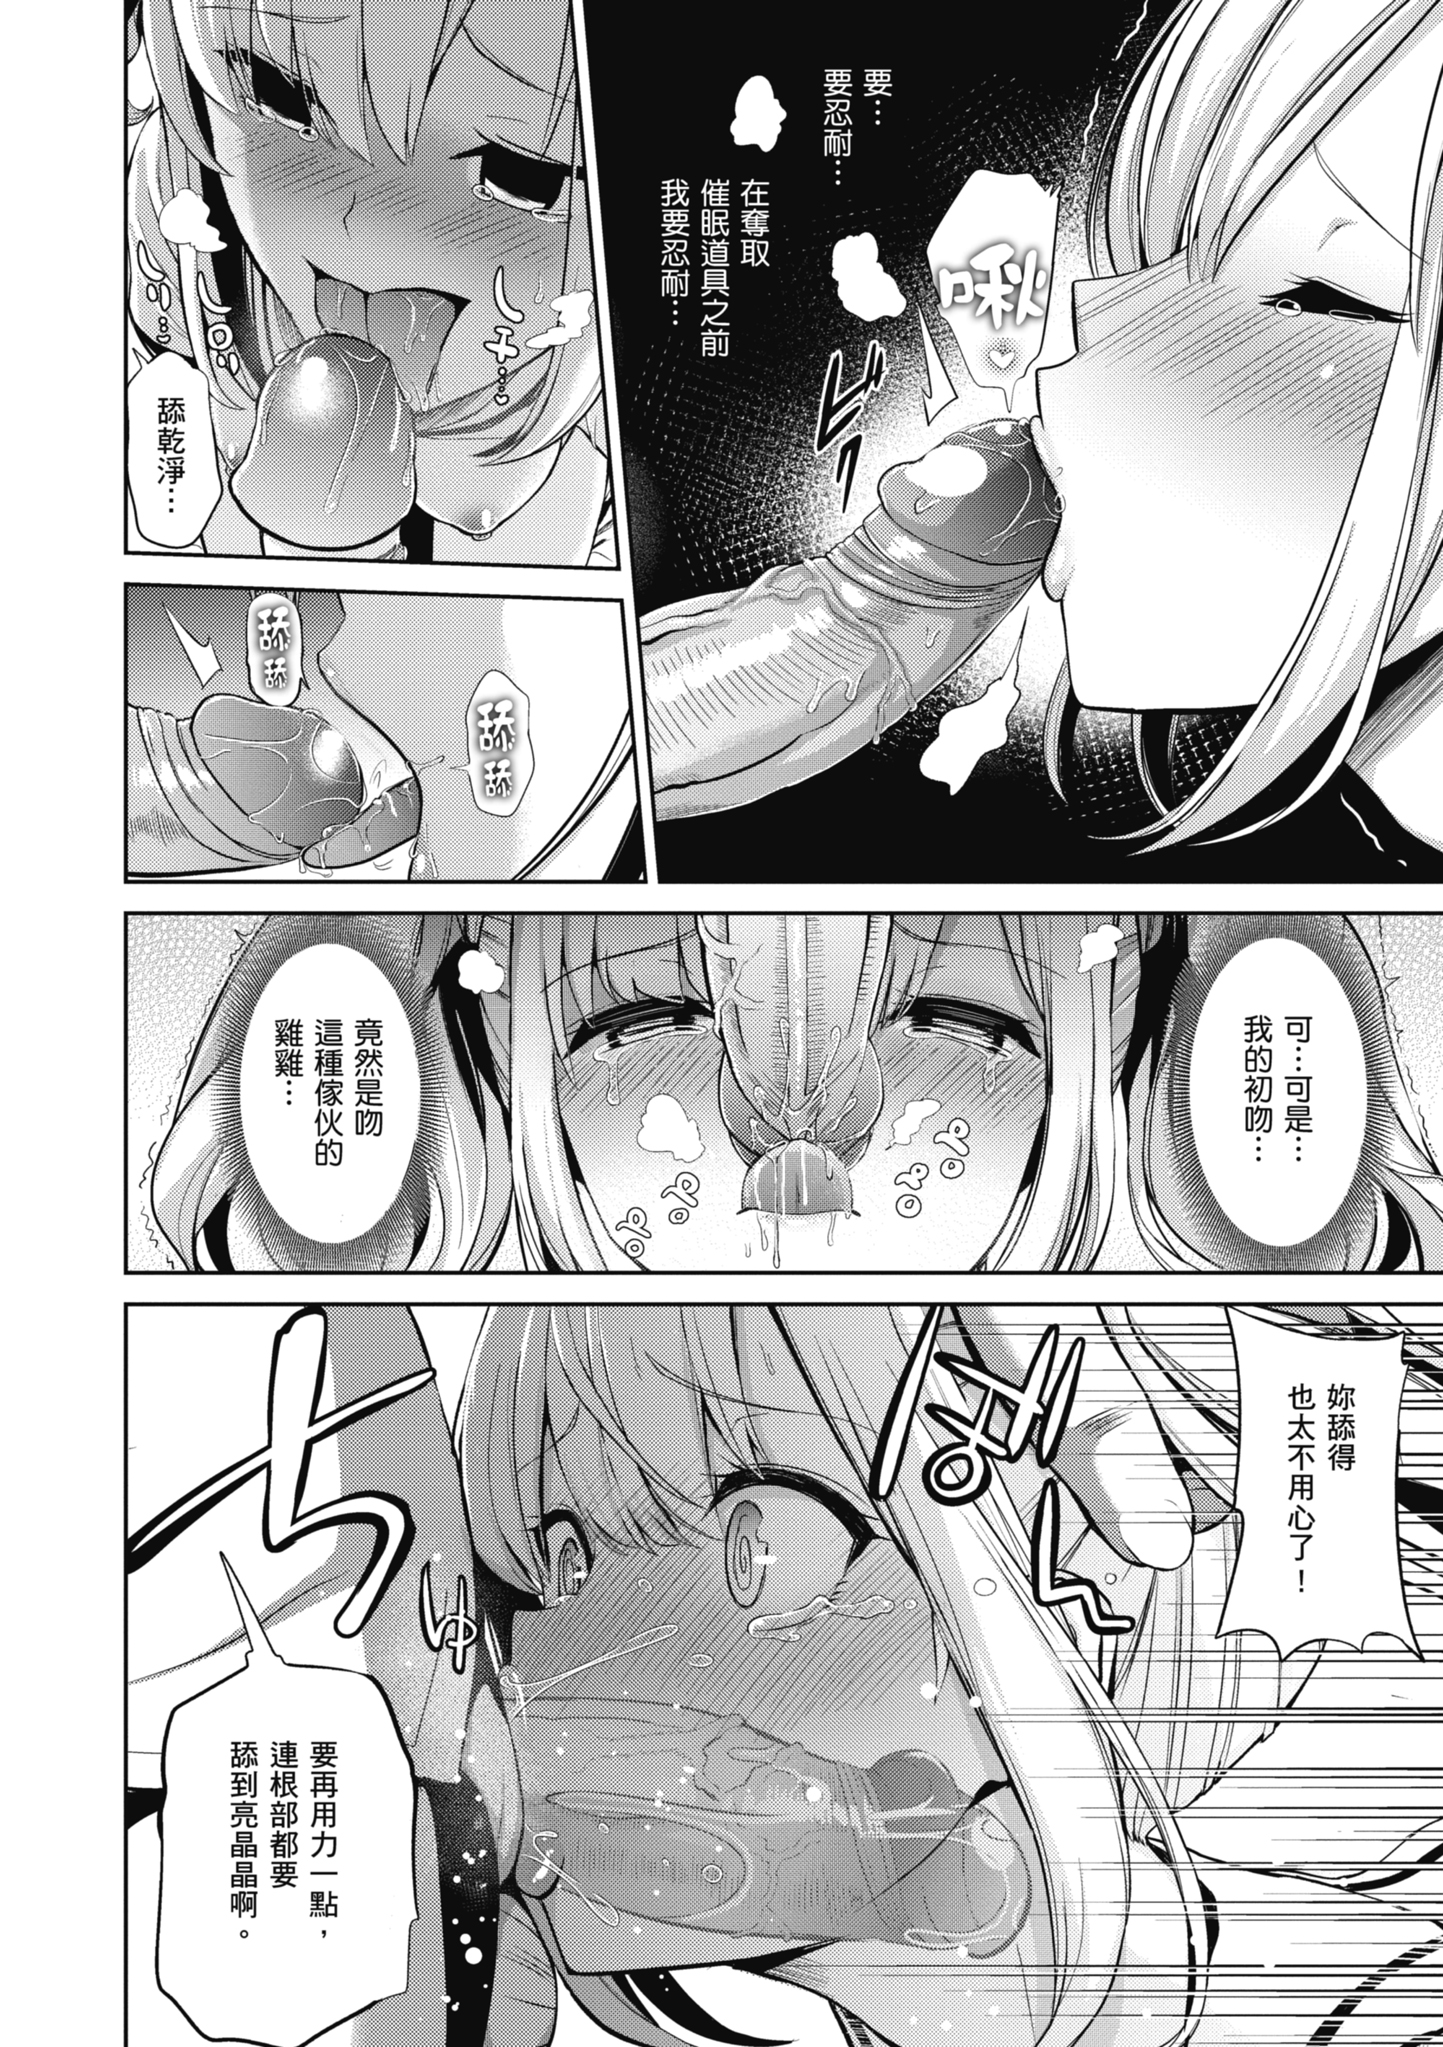 要…
要忍耐…
啾♡
在奪取
催眠道具之前
我要忍耐…
ビクッ
舔乾淨…
舔舔
舔舔
可…可是…
我的初吻…
竟然是吻
這種傢伙的
雞雞…
妳舔得
也太不用心了！
要再用力一點，
連根部都要
舔到亮晶晶啊。